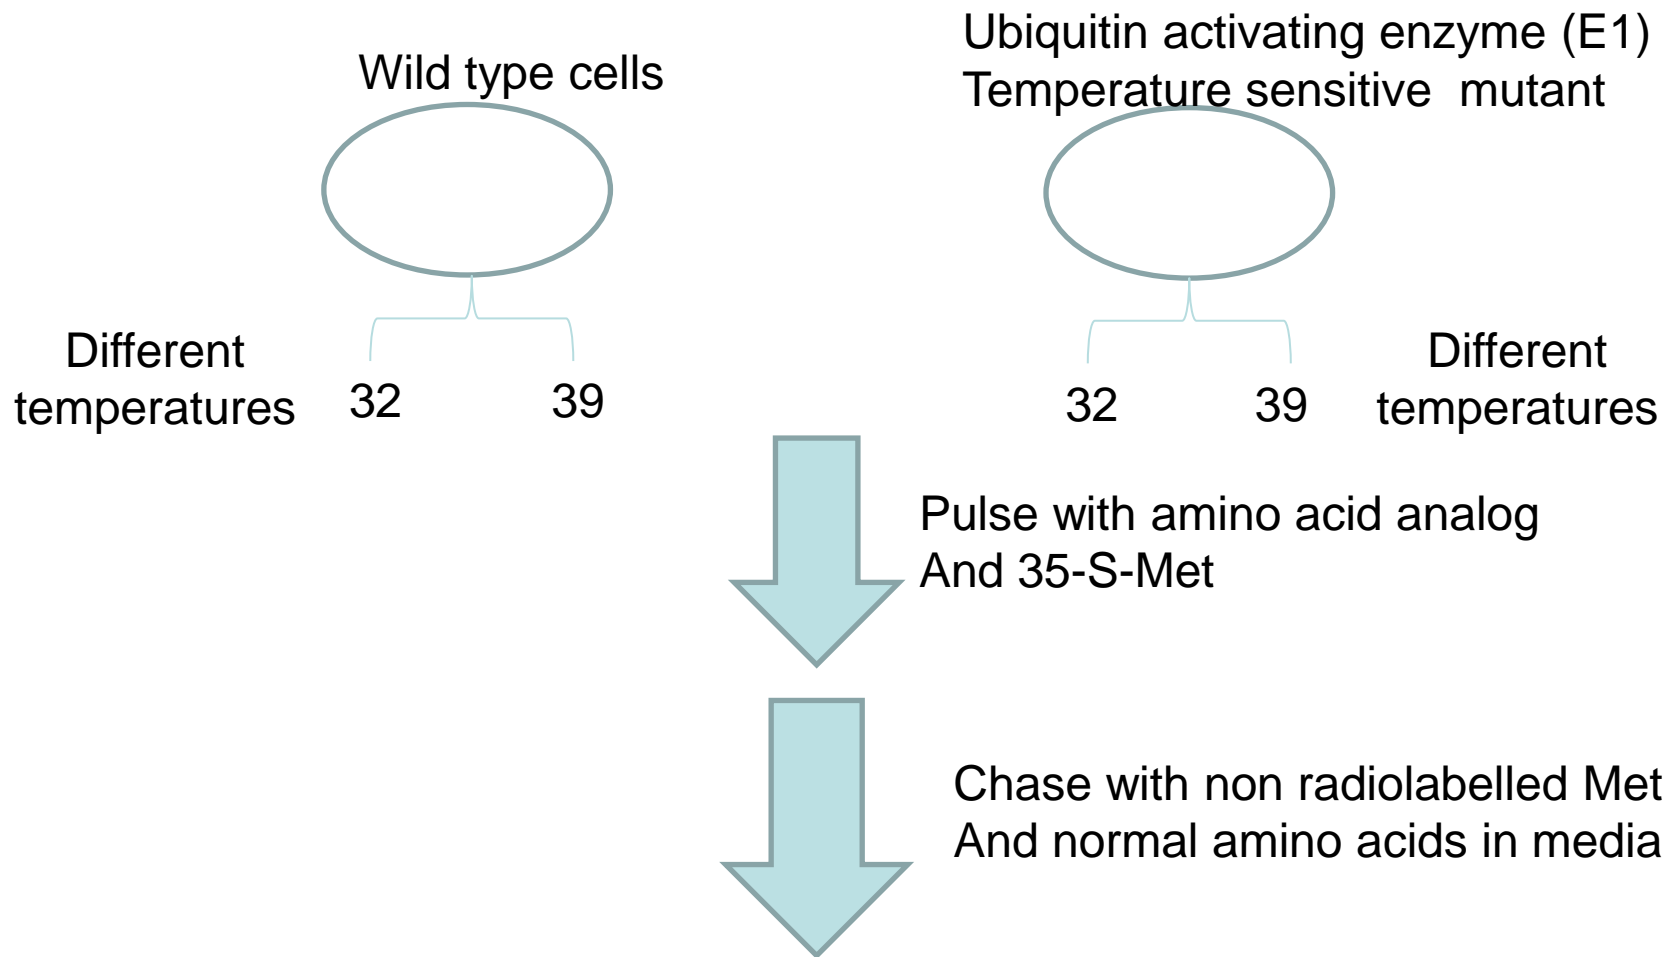 Wild type cells
Ubiquitin activating enzyme (E1)
Temperature sensitive mutant
Different
temperatures
32
39
32
39
Different
temperatures
Pulse with amino acid analog
And 35-S-Met
Chase with non radiolabelled Met
And normal amino acids in media